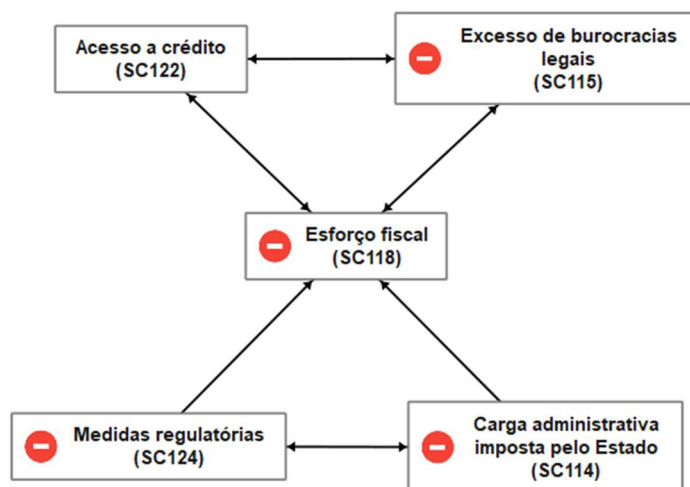 Acesso a crédito
(SC122)
Excesso de burocracias
legais
(SC115)
Esforço fiscal
(SC118)
Medidas regulatórias
(SC124)
Carga administrativa
imposta pelo Estado
(SC114)